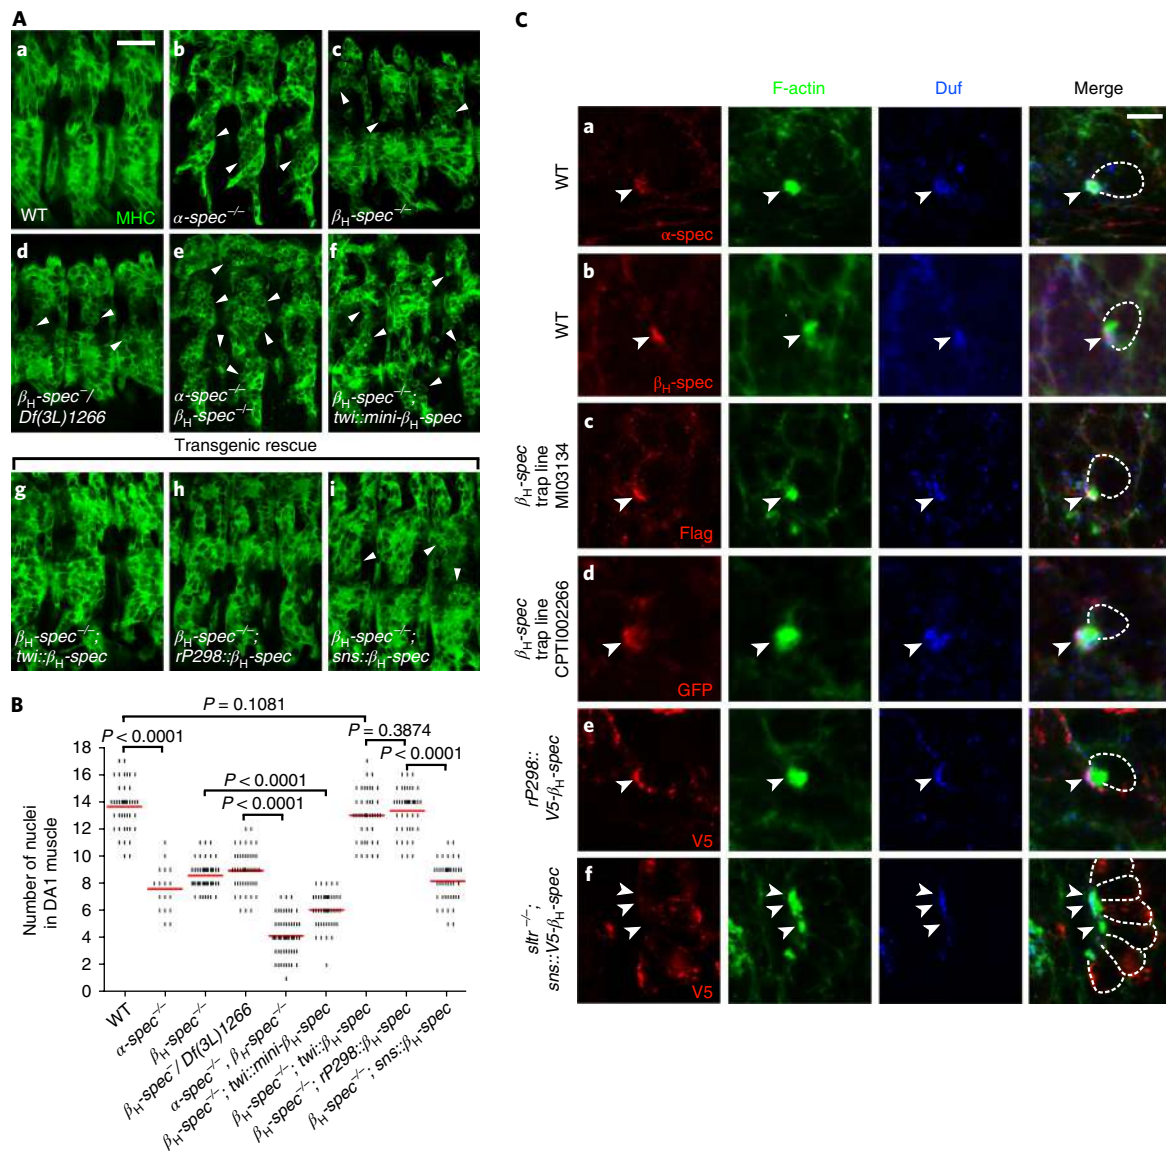 A
a
b
c
WT
MHC
α-spec−/−
βH-spec−/−
d
e
f
βH-spec−/
Df(3L)1266
α-spec−/−
βH-spec−/−
βH-spec−/−;
twi::mini-βH-spec
Transgenic rescue
g
h
i
βH-spec−/−;
twi::βH-spec
βH-spec−/−;
rP298::βH-spec
βH-spec−/−;
sns::βH-spec
B
P = 0.1081
P < 0.0001
P = 0.3874
P < 0.0001
P < 0.0001
P < 0.0001
Number of nuclei
in DA1 muscle
18
16
14
12
10
8
6
4
2
0
WT
α-spec−/−
βH-spec−/−
βH-spec−/ Df(3L)1266
α-spec−/−, βH-spec−/−
βH-spec−/−; twi::mini-βH-spec
βH-spec−/−; twi::βH-spec
βH-spec−/−; rP298::βH-spec
βH-spec−/−; sns::βH-spec
C
F-actin
Duf
Merge
WT
a
α-spec
WT
b
βH-spec
βH-spec
trap line
MI03134
c
Flag
βH-spec
trap line
CPTI002266
d
GFP
rP298::
V5-βH-spec
e
V5
sltr−/−;
sns::V5-βH-spec
f
V5